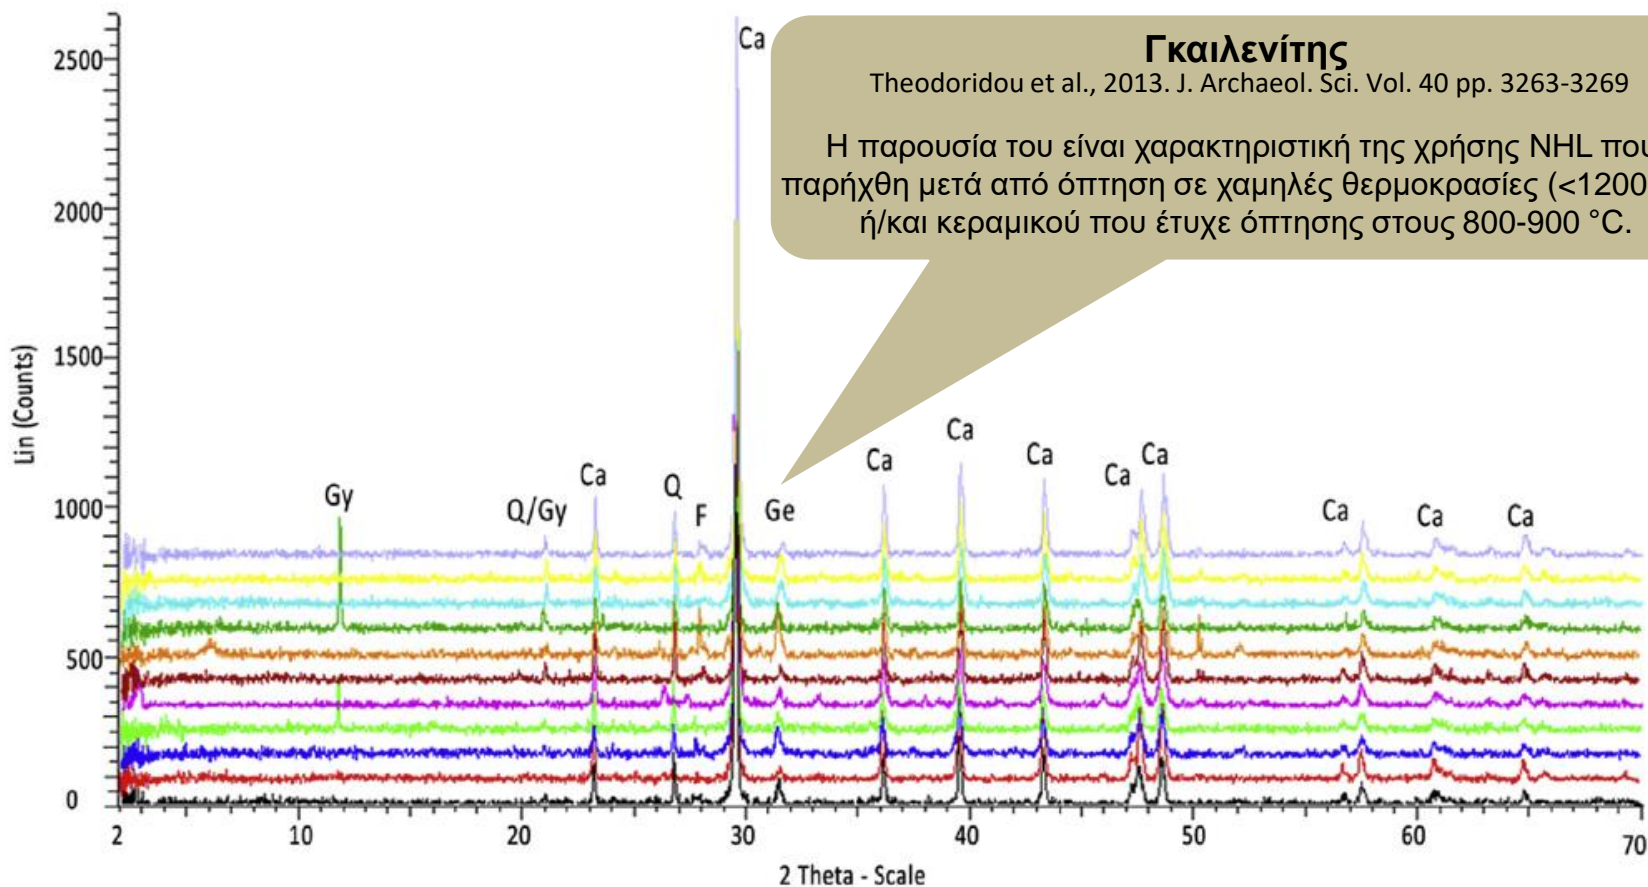 Γκαιλενίτης
Theodoridou et al., 2013. J. Archaeol. Sci. Vol. 40 pp. 3263-3269
Η παρουσία του είναι χαρακτηριστική της χρήσης NHL που
παρήχθη μετά από όπτηση σε χαμηλές θερμοκρασίες (<1200
ή/και κεραμικού που έτυχε όπτησης στους 800-900 °C.
Ca
Gy
Q/Gy
Ca
Q
F
Ge
Ca
Ca
Ca
Ca
Ca
Ca
Ca
Ca
Lin (Counts)
2500
2000
1500
1000
500
0
2
10
20
30
40
50
60
70
2 Theta - Scale